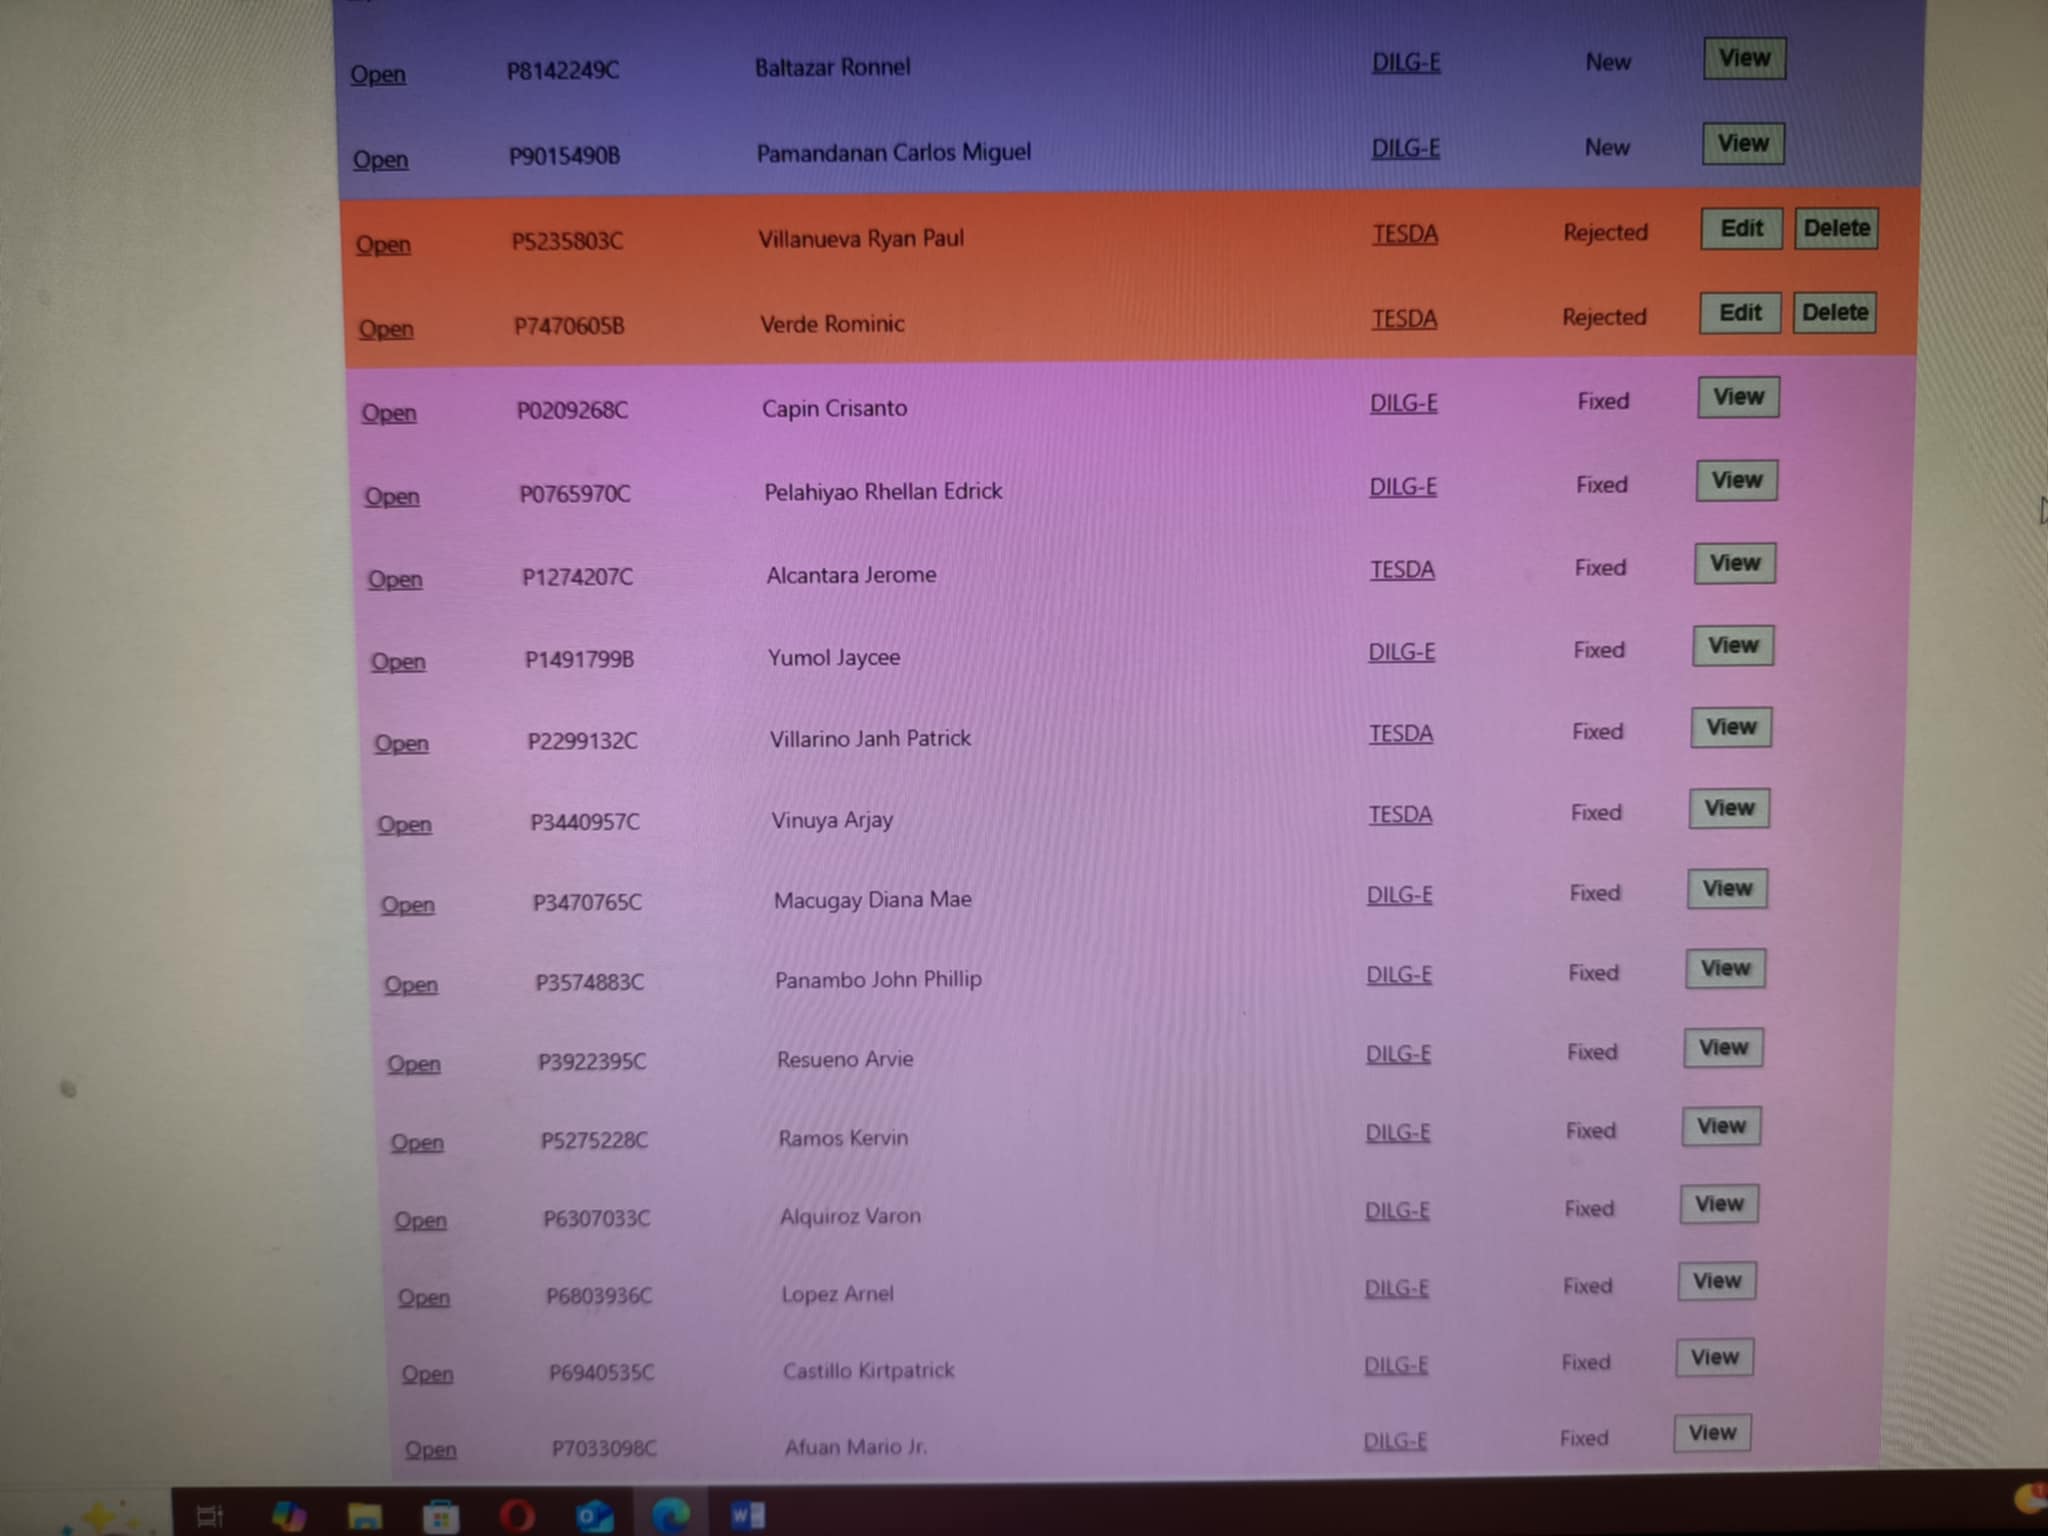 Open P8142249C Baltazar Ronnel DILG-E New View
Open P9015490B Pamandanan Carlos Miguel DILG-E New View
Open P5235803C Villanueva Ryan Paul TESDA Rejected Edit Delete
Open P7470605B Verde Rominic TESDA Rejected Edit Delete
Open P0209268C Capin Crisanto DILG-E Fixed View
Open P0765970C Pelahiyao Rhellan Edrick DILG-E Fixed View
Open P1274207C Alcantara Jerome TESDA Fixed View
Open P1491799B Yumol Jaycee DILG-E Fixed View
Open P2299132C Villarino Janh Patrick TESDA Fixed View
Open P3440957C Vinuya Arjay TESDA Fixed View
Open P3470765C Macugay Diana Mae DILG-E Fixed View
Open P3574883C Panambo John Phillip DILG-E Fixed View
Open P3922395C Resueno Arvie DILG-E Fixed View
Open P5275228C Ramos Kervin DILG-E Fixed View
Open P6307033C Alquiroz Varon DILG-E Fixed View
Open P6803936C Lopez Arnel DILG-E Fixed View
Open P6940535C Castillo Kirtpatrick DILG-E Fixed View
Open P7033098C Afuan Mario Jr. DILG-E Fixed View